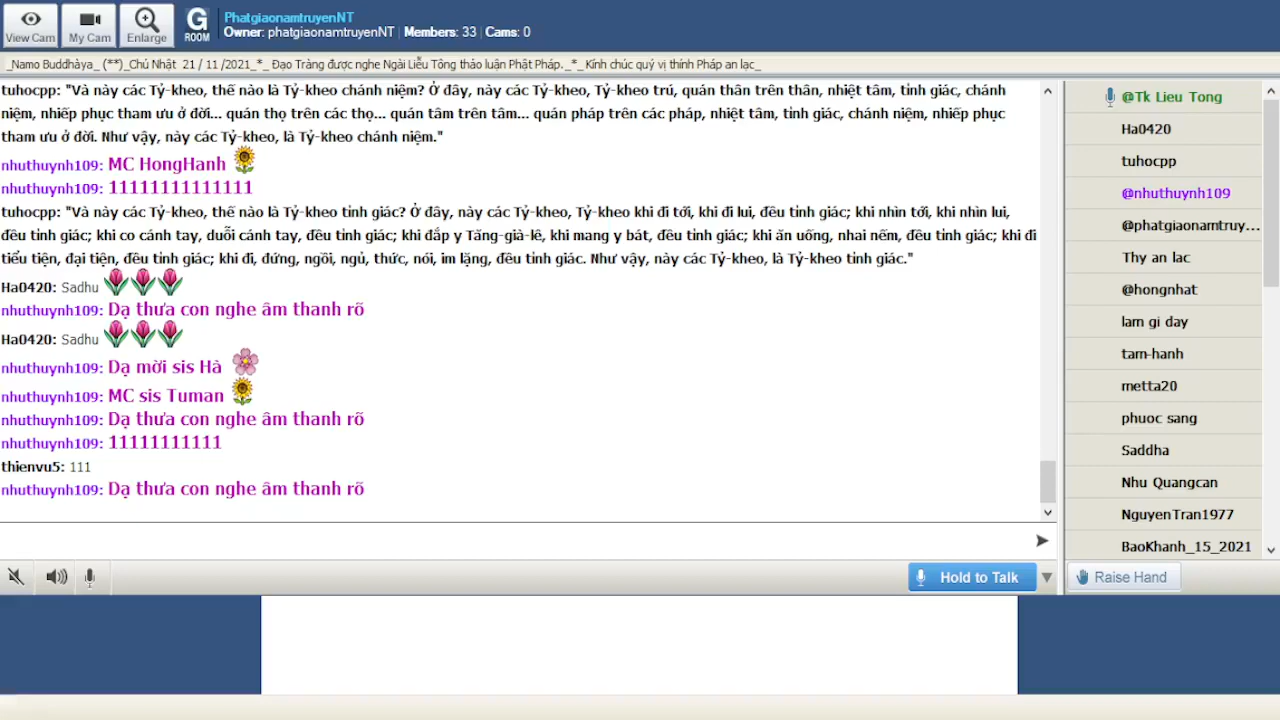 View Cam
My Cam
Enlarge
G
ROOM
PhatgiaonamtruyenNT
Owner: phatgiaonamtruyenNT | Members: 33 | Cams: 0
_Namo Buddhàya_ (**)_Chủ Nhật 21 / 11 /2021_*_ Đạo Tràng được nghe Ngài Liễu Tông thảo luận Phật Pháp. _*_ Kính chúc quý vị thính Pháp an lạc_
tuhocpp: "Và này các Tỷ-kheo, thế nào là Tỷ-kheo chánh niệm? Ở đây, này các Tỷ-kheo, Tỷ-kheo trú, quán thân trên thân, nhiệt tâm, tỉnh giác, chánh
niệm, nhiếp phục tham ưu ở đời... quán thọ trên các thọ... quán tâm trên tâm... quán pháp trên các pháp, nhiệt tâm, tỉnh giác, chánh niệm, nhiếp phục
tham ưu ở đời. Như vậy, này các Tỷ-kheo, là Tỷ-kheo chánh niệm."
nhuthuynh109: MC HongHanh
nhuthuynh109: 11111111111111
tuhocpp: "Và này các Tỷ-kheo, thế nào là Tỷ-kheo tỉnh giác? Ở đây, này các Tỷ-kheo, Tỷ-kheo khi đi tới, khi đi lui, đều tỉnh giác; khi nhìn tới, khi nhìn lui,
đều tỉnh giác; khi co cánh tay, duỗi cánh tay, đều tỉnh giác; khi đắp y Tăng-già-lê, khi mang y bát, đều tỉnh giác; khi ăn uống, nhai nếm, đều tỉnh giác; khi đi
tiểu tiện, đại tiện, đều tỉnh giác; khi đi, đứng, ngồi, ngủ, thức, nói, im lặng, đều tỉnh giác. Như vậy, này các Tỷ-kheo, là Tỷ-kheo tỉnh giác."
Ha0420: Sadhu
nhuthuynh109: Dạ thưa con nghe âm thanh rõ
Ha0420: Sadhu
nhuthuynh109: Dạ mời sis Hà
nhuthuynh109: MC sis Tuman
nhuthuynh109: Dạ thưa con nghe âm thanh rõ
nhuthuynh109: 11111111111
thienvu5: 111
nhuthuynh109: Dạ thưa con nghe âm thanh rõ
@Tk Lieu Tong
Ha0420
tuhocpp
@nhuthuynh109
@phatgiaonamtruy...
Thy an lac
@hongnhat
lam gi day
tam-hanh
metta20
phuoc sang
Saddha
Nhu Quangcan
NguyenTran1977
BaoKhanh_15_2021
Hold to Talk
Raise Hand